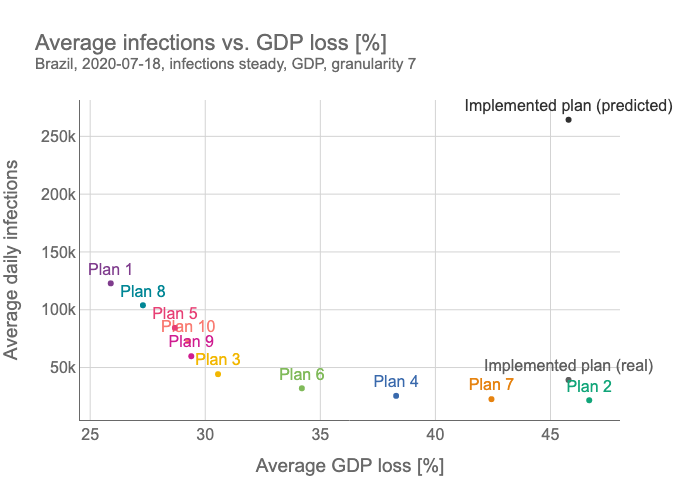 Average infections vs. GDP loss [%]
Brazil, 2020-07-18, infections steady, GDP, granularity 7
Implemented plan (predicted)
250k
200k
150k
100k
50k
Average daily infections
Plan 1
Plan 8
Plan 5
Plan 10
Plan 9
Plan 3
Plan 6
Plan 4
Implemented plan (real)
Plan 7
Plan 2
25
30
35
40
45
Average GDP loss [%]